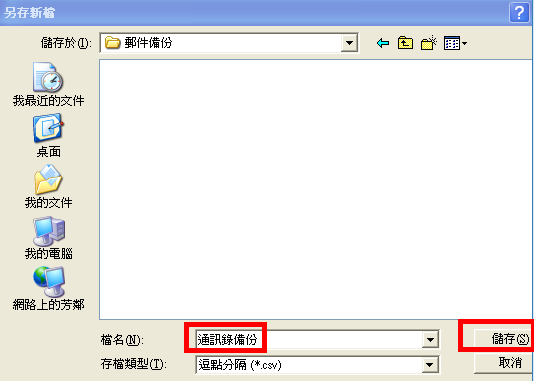 另存新檔
儲存於(I):
郵件備份
我最近的文件
桌面
我的文件
我的電腦
網路上的芳鄰
檔名(N):
通訊錄備份
儲存(S)
存檔類型(T):
逗點分隔 (*.csv)
取消